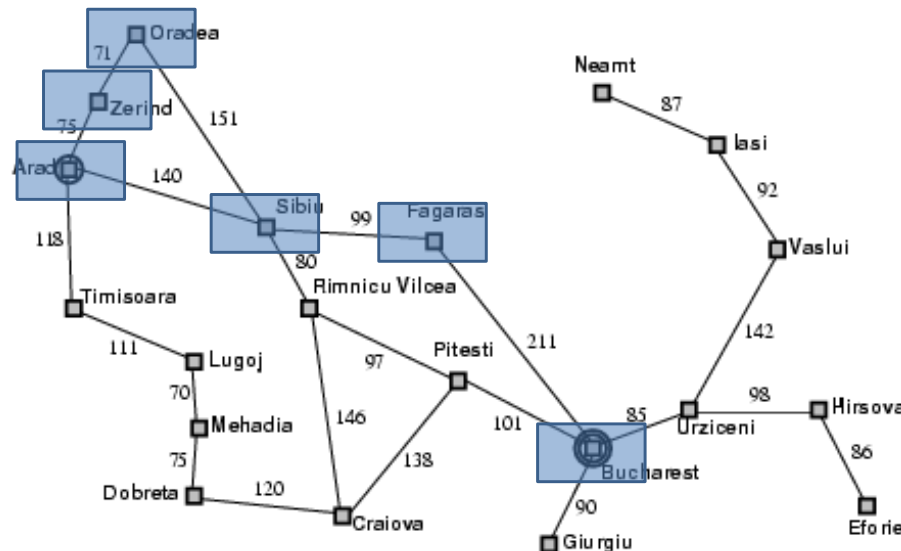 Oradea
71
Neamt
87
Zerind
151
75
Iasi
Arad
140
92
Sibiu
99
Fagaras
118
80
Vaslui
Timisoara
Rimnicu Vilcea
142
111
211
Lugoj
97
Pitesti
70
98
Hirsova
146
101
85
Urziceni
Mehadia
138
86
75
Bucharest
120
90
Dobreta
Craiova
Eforie
Giurgiu